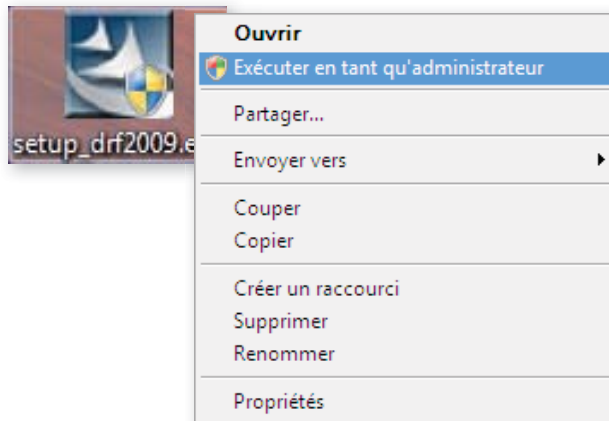 setup_drf2009.e
Ouvrir
Exécuter en tant qu'administrateur
Partager...
Envoyer vers
Couper
Copier
Créer un raccourci
Supprimer
Renommer
Propriétés